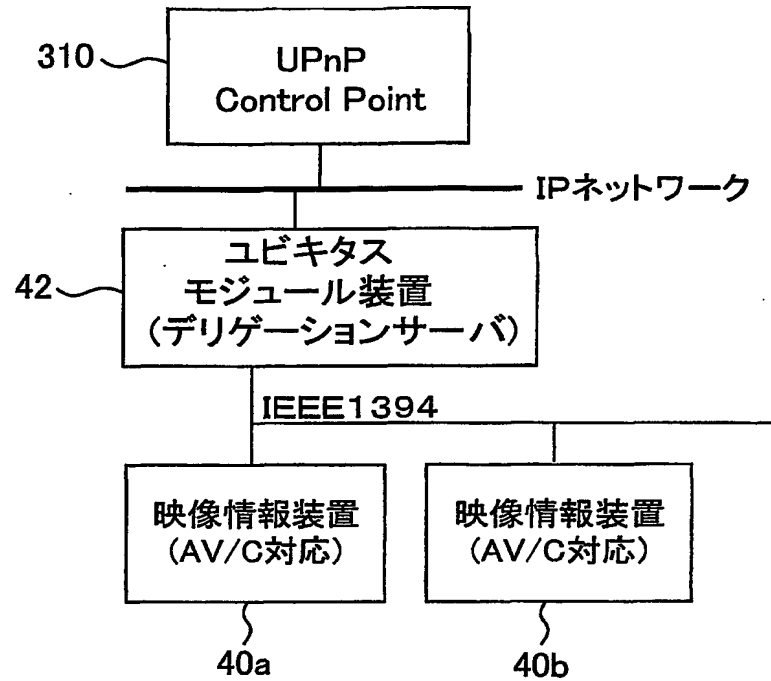 310
UPnP
Control Point
IPネットワーク
42
ユビキタス
モジュール装置
(デリゲーションサーバ)
IEEE1394
映像情報装置
(AV/C対応)
映像情報装置
(AV/C対応)
40a
40b